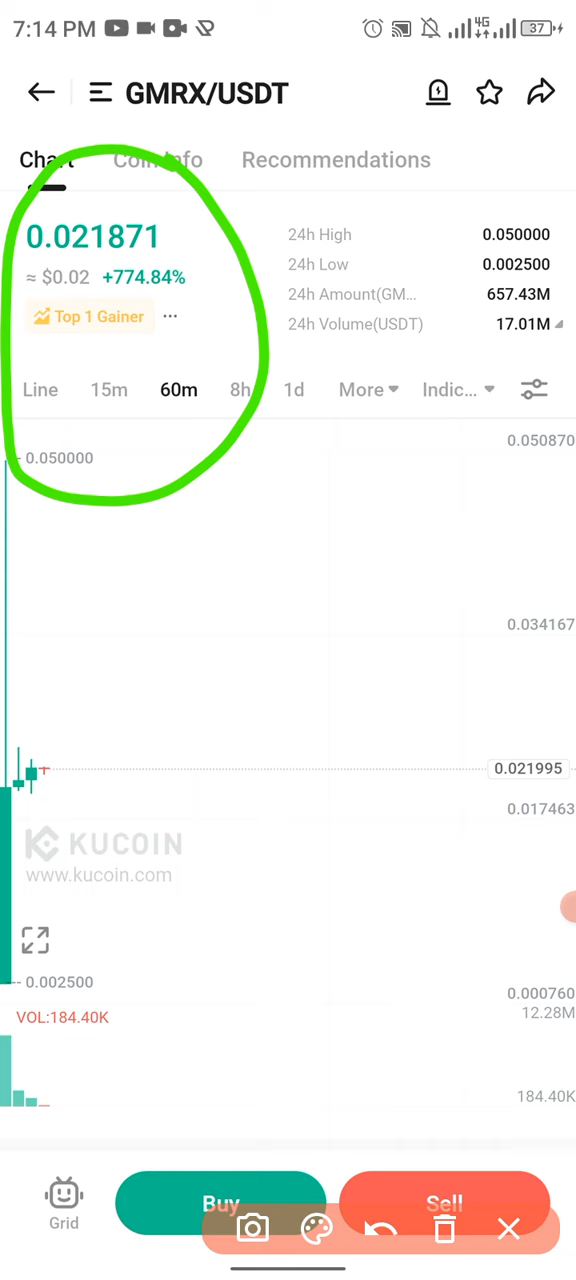 7:14 PM 4G 37
GMRX/USDT
Chart Coin Info Recommendations
0.021871
≈ $0.02 +774.84%
Top 1 Gainer ...
24h High 0.050000
24h Low 0.002500
24h Amount(GM... 657.43M
24h Volume(USDT) 17.01M
Line 15m 60m 8h 1d More Indic...
0.050870
0.050000
0.034167
0.021995
0.017463
KUCOIN
www.kucoin.com
0.002500
0.000760
VOL:184.40K
12.28M
184.40K
Grid
Buy
Sell